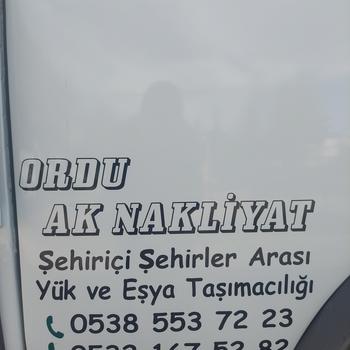 ORDU
AK NAKLİYAT
Şehiriçi Şehirler Arası
Yük ve Eşya Taşımacılığı
0538 553 72 23